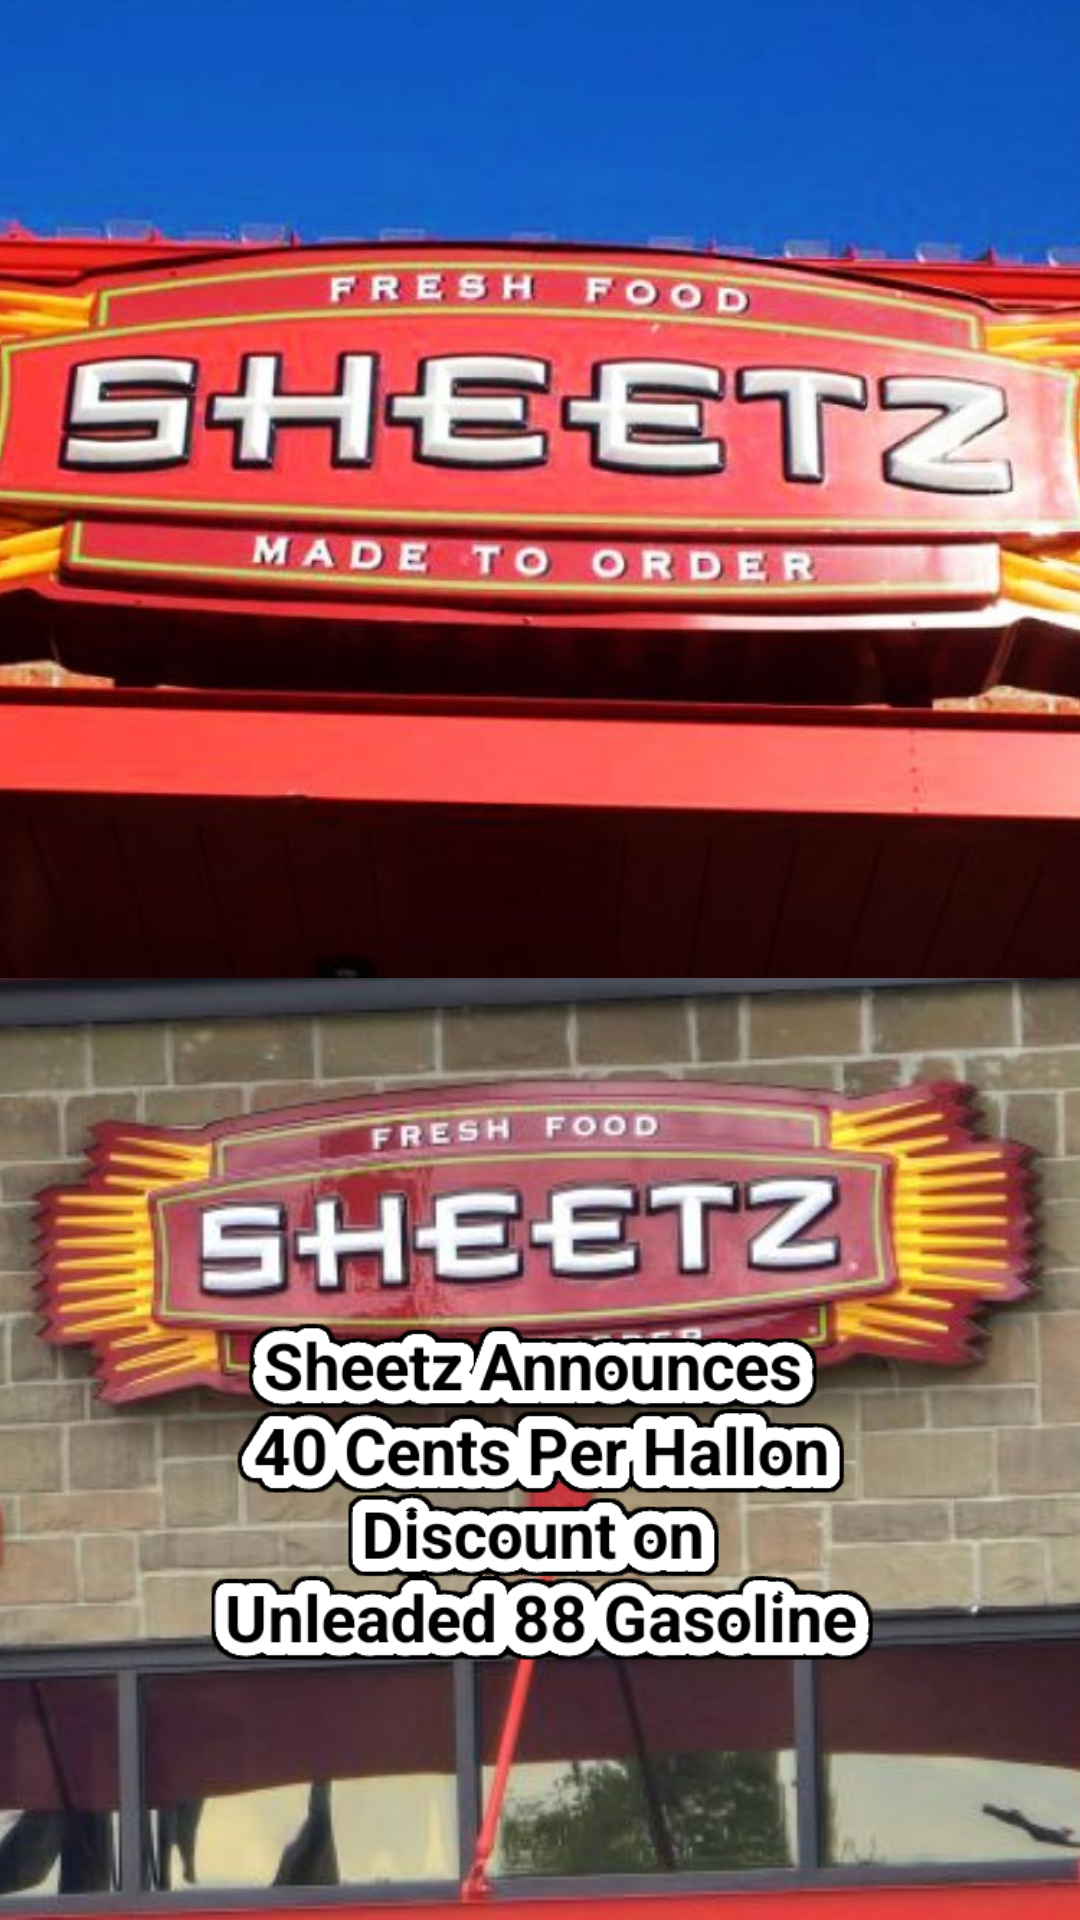 FRESH FOOD
SHEETZ
MADE TO ORDER
FRESH FOOD
SHEETZ
Sheetz Announces
40 Cents Per Hallon
Discount on
Unleaded 88 Gasoline